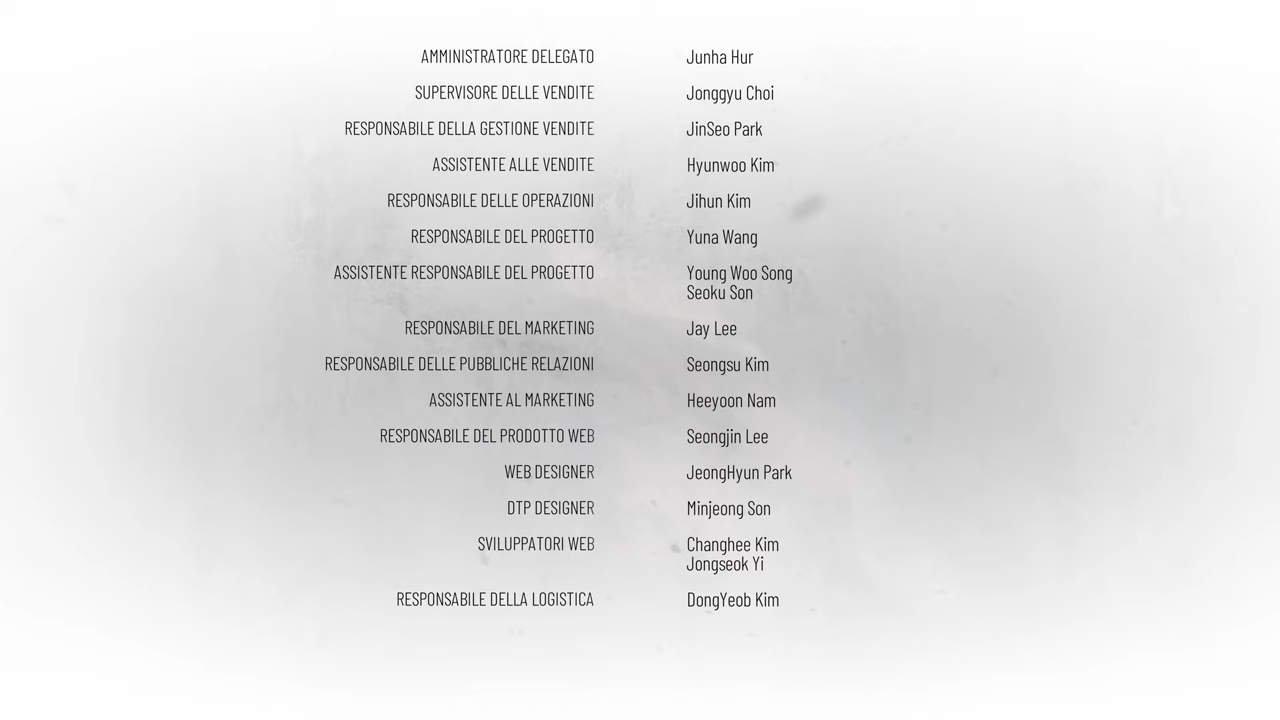 AMMINISTRATORE DELEGATO Junha Hur
SUPERVISORE DELLE VENDITE Jonggyu Choi
RESPONSABILE DELLA GESTIONE VENDITE JinSeo Park
ASSISTENTE ALLE VENDITE Hyunwoo Kim
RESPONSABILE DELLE OPERAZIONI Jihun Kim
RESPONSABILE DEL PROGETTO Yuna Wang
ASSISTENTE RESPONSABILE DEL PROGETTO Young Woo Song
Seoku Son
RESPONSABILE DEL MARKETING Jay Lee
RESPONSABILE DELLE PUBBLICHE RELAZIONI Seongsu Kim
ASSISTENTE AL MARKETING Heeyoon Nam
RESPONSABILE DEL PRODOTTO WEB Seongjin Lee
WEB DESIGNER JeongHyun Park
DTP DESIGNER Minjeong Son
SVILUPPATORI WEB Changhee Kim
Jongseok Yi
RESPONSABILE DELLA LOGISTICA DongYeob Kim